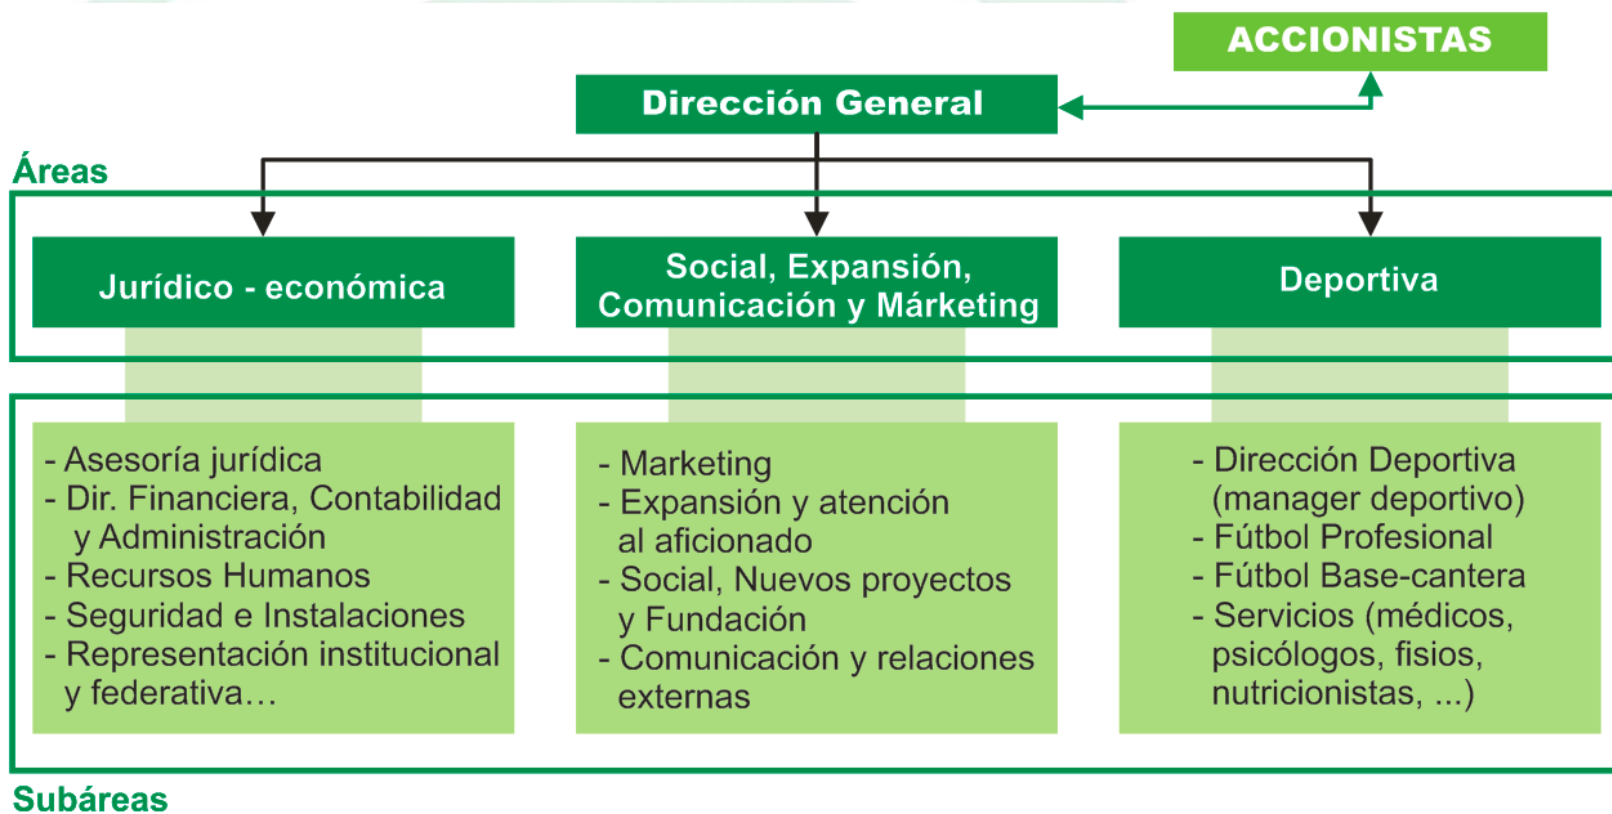 ACCIONISTAS
Dirección General
Áreas
Jurídico - económica
Social, Expansión,
Comunicación y Márketing
Deportiva
- Asesoría jurídica
- Dir. Financiera, Contabilidad
y Administración
- Recursos Humanos
- Seguridad e Instalaciones
- Representación institucional
y federativa...
- Marketing
- Expansión y atención
al aficionado
- Social, Nuevos proyectos
y Fundación
- Comunicación y relaciones
externas
- Dirección Deportiva
(manager deportivo)
- Fútbol Profesional
- Fútbol Base-cantera
- Servicios (médicos,
psicólogos, fisios,
nutricionistas, ...)
Subáreas